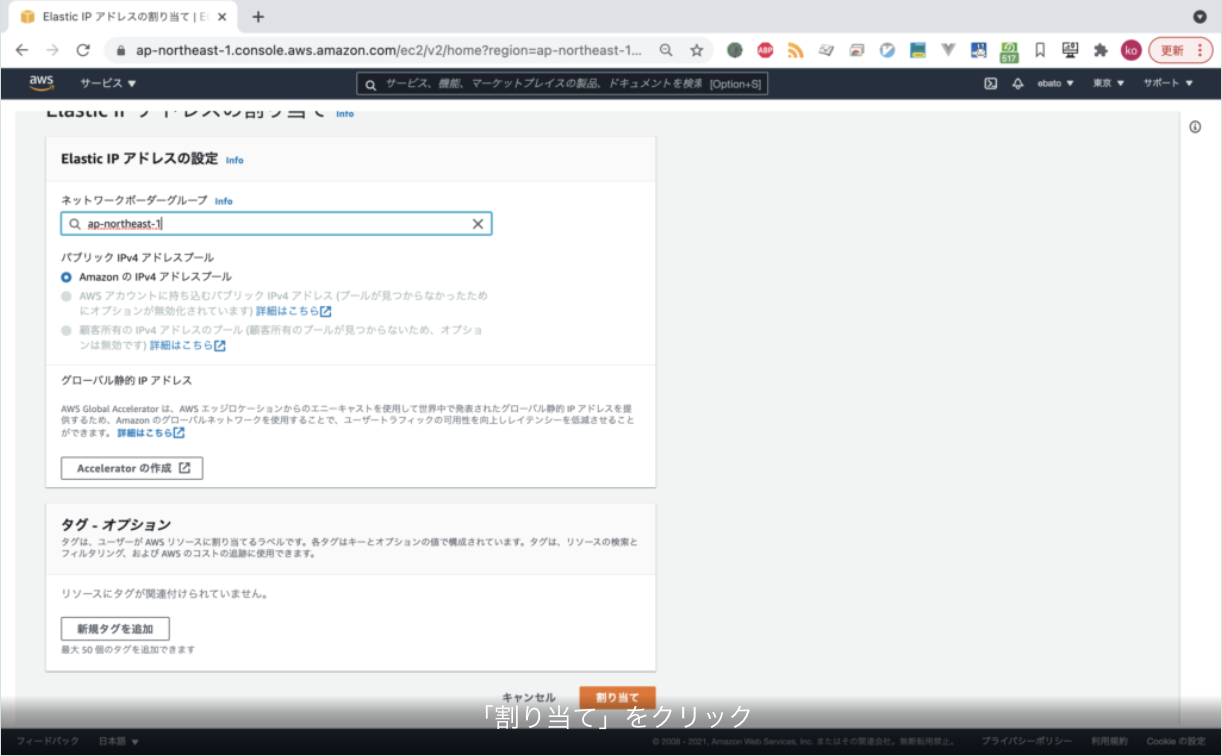 Elastic IP アドレスの割り当て | E
ap-northeast-1.console.aws.amazon.com/ec2/v2/home?region=ap-northeast-1...
ABP
517
ko
更新
aws
サービス ▼
サービス、機能、マーケットプレイスの製品、ドキュメントを検索 [Option+S]
ebato ▼
東京 ▼
サポート ▼
Elastic IP アドレスの割り当て Info
Elastic IP アドレスの設定 Info
ネットワークボーダーグループ Info
ap-northeast-1
パブリック IPv4 アドレスプール
Amazon の IPv4 アドレスプール
AWS アカウントに持ち込むパブリック IPv4 アドレス (プールが見つからなかったため
にオプションが無効化されています) 詳細はこちら
顧客所有の IPv4 アドレスのプール (顧客所有のプールが見つからないため、オプショ
ンは無効です) 詳細はこちら
グローバル静的 IP アドレス
AWS Global Accelerator は、AWS エッジロケーションからのエニーキャストを使用して世界中で発表されたグローバル静的 IP アドレスを提
供するため、Amazon のグローバルネットワークを使用することで、ユーザートラフィックの可用性を向上しレイテンシーを低減させること
ができます。 詳細はこちら
Accelerator の作成
タグ - オプション
タグは、ユーザーが AWS リソースに割り当てるラベルです。各タグはキーとオプションの値で構成されています。タグは、リソースの検索と
フィルタリング、および AWS のコストの追跡に使用できます。
リソースにタグが関連付けられていません。
新規タグを追加
最大 50 個のタグを追加できます
キャンセル
割り当て
「割り当て」をクリック
フィードバック
日本語 ▼
© 2008 - 2021, Amazon Web Services, Inc. またはその関連会社。無断転用禁止。
プライバシーポリシー
利用規約
Cookie の設定